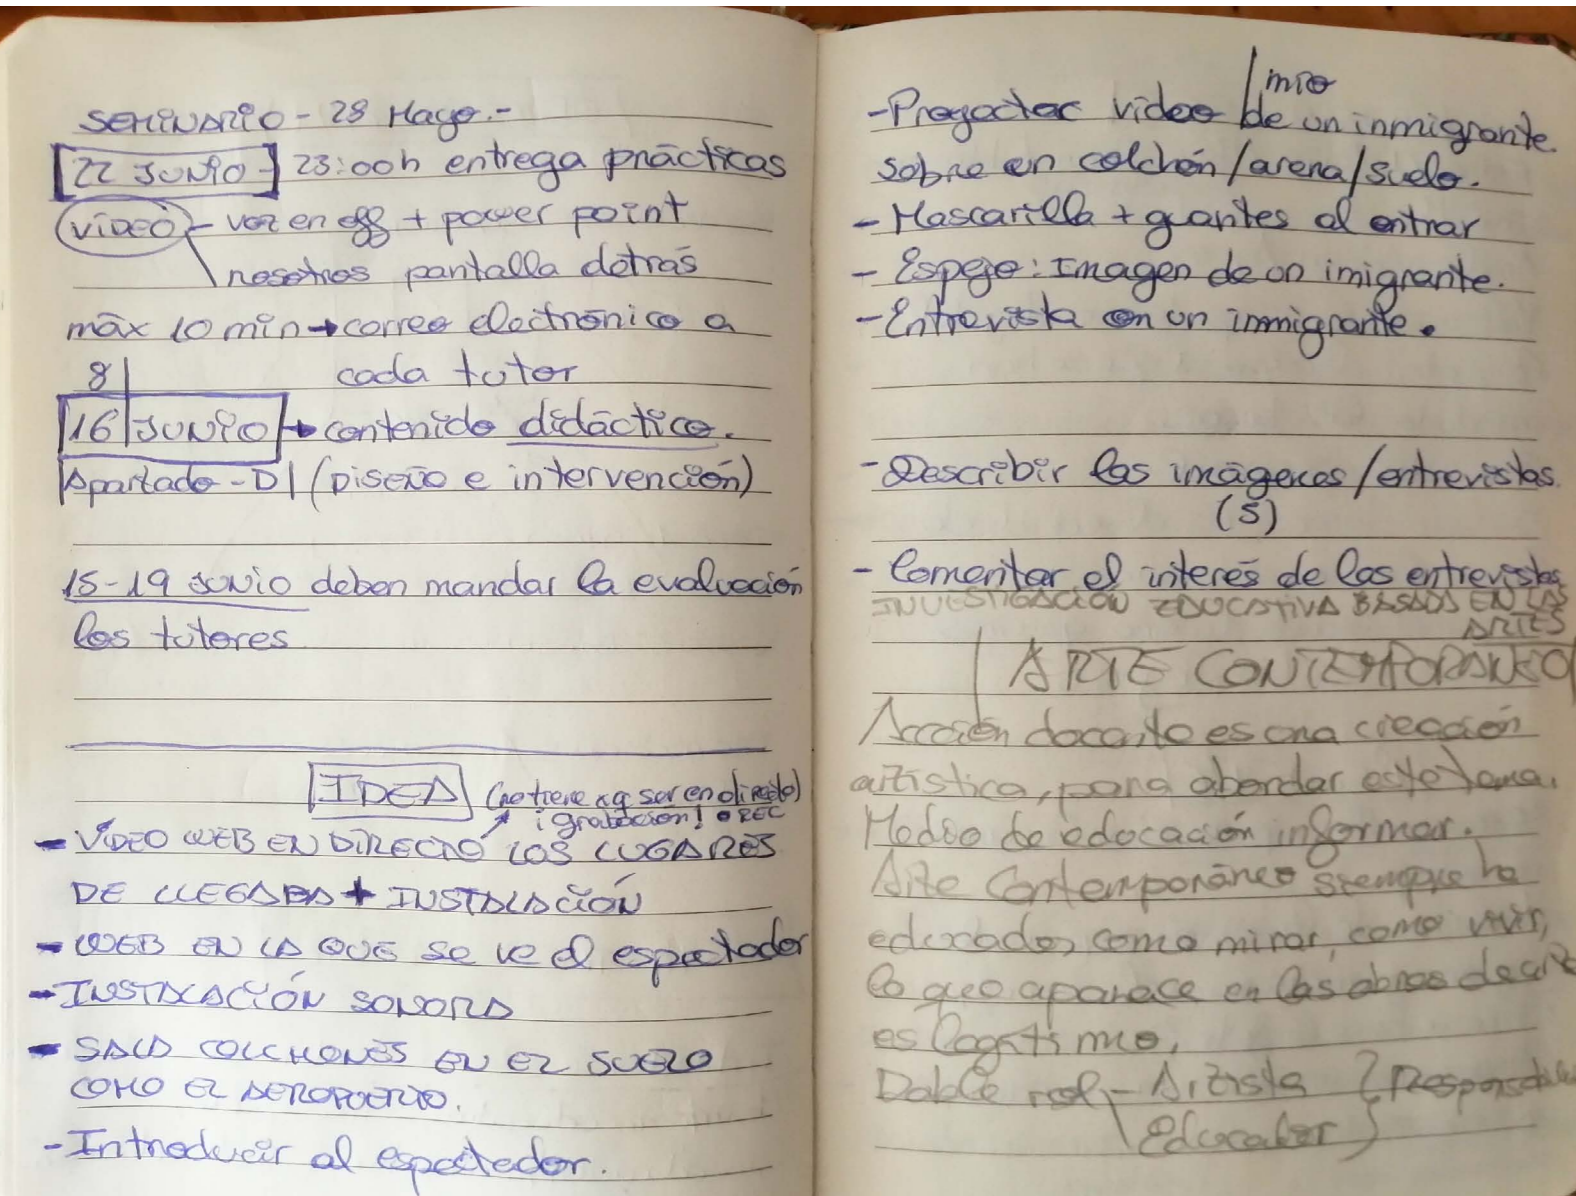 SEMINARIO - 28 Mayo.-
[22 JUNIO-] 23:00h entrega prácticas
VIDEO - voz en off + power point
nosotros pantalla detrás
máx 10 min → correo electrónico a
cada tutor
8
16 JUNIO → contenido didáctico.
Apartado - D| (Diseño e intervención)
15-19 JUNIO deben mandar la evaluación
los tutores
IDEA (no tiene xq ser en directo)
¡grabación! • REC
- VÍDEO WEB EN DIRECTO LOS LUGARES
DE LLEGADA + INSTALACIÓN
- WEB EN LA QUE se ve el espectador
- INSTALACIÓN SONORA
- SALA COLCHONES EN EL SUELO
COMO EL AEROPUERTO.
- Introducir al espectador.
mío
- Proyectar vídeo de un inmigrante
sobre un colchón/arena/suelo.
- Mascarilla + guantes al entrar
- Espejo: Imagen de un imigrante.
- Entrevista con un inmigrante.
- Describir las imágenes/entrevistas.
(5)
- Comentar el interés de las entrevistas
INVESTIGACIÓN EDUCATIVA BASADA EN LAS
ARTES
ARTE CONTEMPORÁNEO
Acción docente es una creación
artística, para abordar este tema.
Medio de educación informar.
Arte Contemporáneo siempre ha
educado, como mirar, como vivir,
lo que aparece en las obras de arte
es legítimo,
Doble rol - Artista
Educador